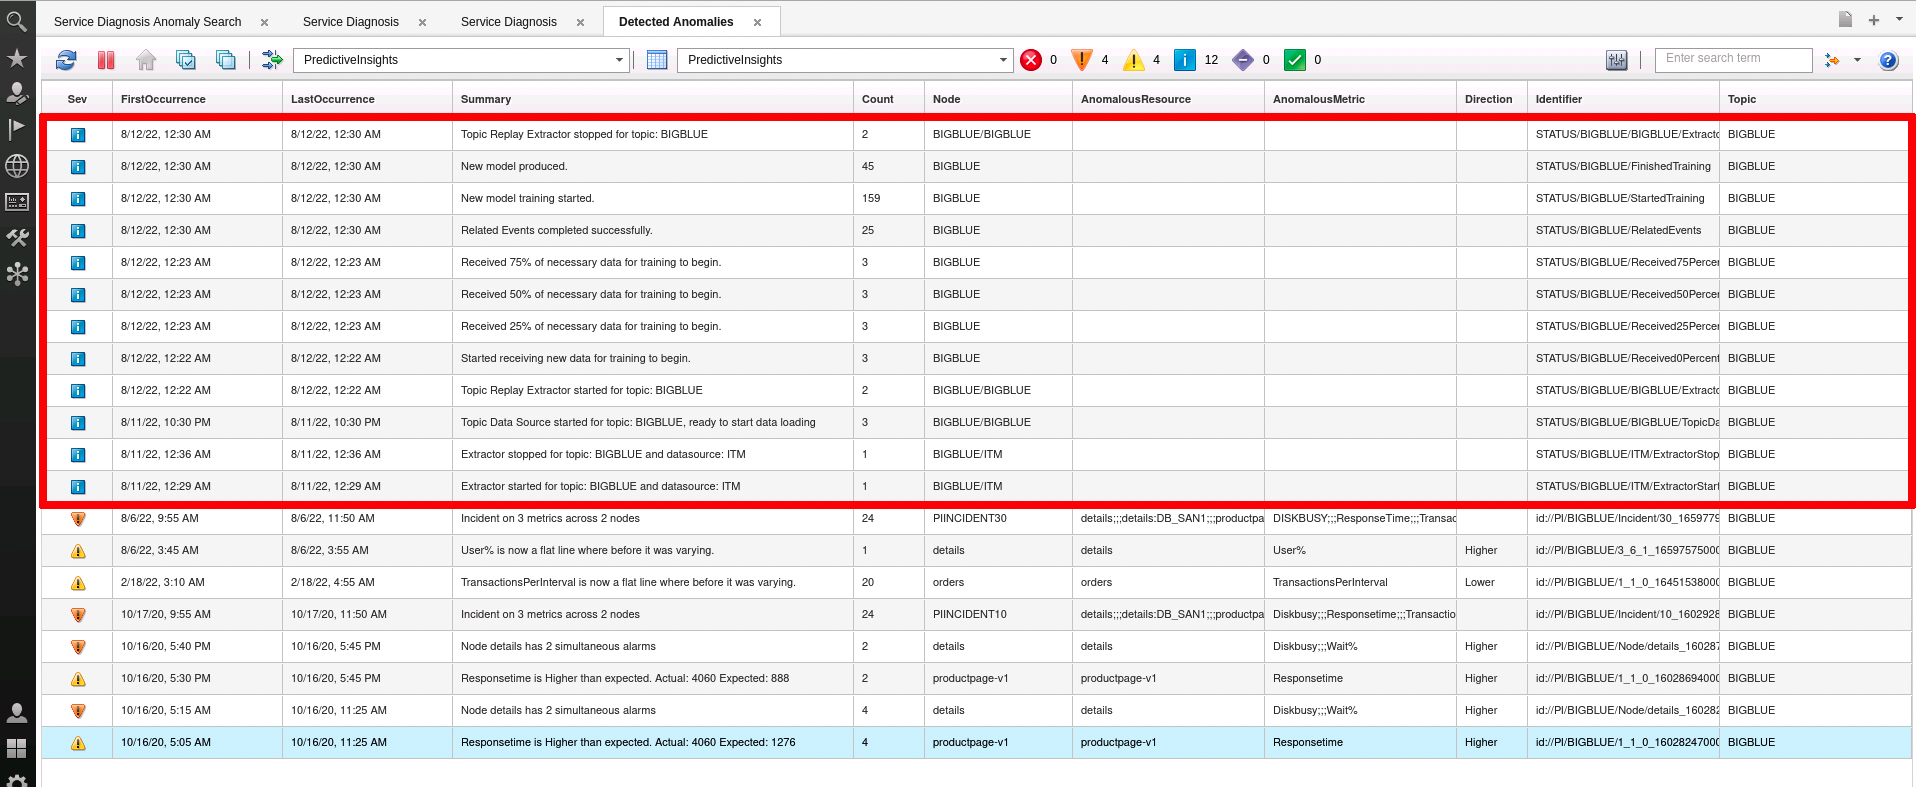 Service Diagnosis Anomaly Search Service Diagnosis Service Diagnosis Detected Anomalies
PredictiveInsights PredictiveInsights 0 4 4 12 0 0 Enter search term
Sev FirstOccurrence LastOccurrence Summary Count Node AnomalousResource AnomalousMetric Direction Identifier Topic
8/12/22, 12:30 AM 8/12/22, 12:30 AM Topic Replay Extractor stopped for topic: BIGBLUE 2 BIGBLUE/BIGBLUE STATUS/BIGBLUE/BIGBLUE/Extracto BIGBLUE
8/12/22, 12:30 AM 8/12/22, 12:30 AM New model produced. 45 BIGBLUE STATUS/BIGBLUE/FinishedTraining BIGBLUE
8/12/22, 12:30 AM 8/12/22, 12:30 AM New model training started. 159 BIGBLUE STATUS/BIGBLUE/StartedTraining BIGBLUE
8/12/22, 12:30 AM 8/12/22, 12:30 AM Related Events completed successfully. 25 BIGBLUE STATUS/BIGBLUE/RelatedEvents BIGBLUE
8/12/22, 12:23 AM 8/12/22, 12:23 AM Received 75% of necessary data for training to begin. 3 BIGBLUE STATUS/BIGBLUE/Received75Percen BIGBLUE
8/12/22, 12:23 AM 8/12/22, 12:23 AM Received 50% of necessary data for training to begin. 3 BIGBLUE STATUS/BIGBLUE/Received50Percen BIGBLUE
8/12/22, 12:23 AM 8/12/22, 12:23 AM Received 25% of necessary data for training to begin. 3 BIGBLUE STATUS/BIGBLUE/Received25Percen BIGBLUE
8/12/22, 12:22 AM 8/12/22, 12:22 AM Started receiving new data for training to begin. 3 BIGBLUE STATUS/BIGBLUE/Received0Percent BIGBLUE
8/12/22, 12:22 AM 8/12/22, 12:22 AM Topic Replay Extractor started for topic: BIGBLUE 2 BIGBLUE/BIGBLUE STATUS/BIGBLUE/BIGBLUE/Extracto BIGBLUE
8/11/22, 10:30 PM 8/11/22, 10:30 PM Topic Data Source started for topic: BIGBLUE, ready to start data loading 3 BIGBLUE/BIGBLUE STATUS/BIGBLUE/BIGBLUE/TopicDa BIGBLUE
8/11/22, 12:36 AM 8/11/22, 12:36 AM Extractor stopped for topic: BIGBLUE and datasource: ITM 1 BIGBLUE/ITM STATUS/BIGBLUE/ITM/ExtractorStop BIGBLUE
8/11/22, 12:29 AM 8/11/22, 12:29 AM Extractor started for topic: BIGBLUE and datasource: ITM 1 BIGBLUE/ITM STATUS/BIGBLUE/ITM/ExtractorStart BIGBLUE
8/6/22, 9:55 AM 8/6/22, 11:50 AM Incident on 3 metrics across 2 nodes 24 PIINCIDENT30 details;;;details:DB_SAN1;;;productpa DISKBUSY;;;ResponseTime;;;Transac id://PI/BIGBLUE/Incident/30_1659779 BIGBLUE
8/6/22, 3:45 AM 8/6/22, 3:55 AM User% is now a flat line where before it was varying. 1 details details User% Higher id://PI/BIGBLUE/3_6_1_16597575000 BIGBLUE
2/18/22, 3:10 AM 2/18/22, 4:55 AM TransactionsPerInterval is now a flat line where before it was varying. 20 orders orders TransactionsPerInterval Lower id://PI/BIGBLUE/1_1_0_16451538000 BIGBLUE
10/17/20, 9:55 AM 10/17/20, 11:50 AM Incident on 3 metrics across 2 nodes 24 PIINCIDENT10 details;;;details:DB_SAN1;;;productpa Diskbusy;;;Responsetime;;;Transactio id://PI/BIGBLUE/Incident/10_1602928 BIGBLUE
10/16/20, 5:40 PM 10/16/20, 5:45 PM Node details has 2 simultaneous alarms 2 details details Diskbusy;;;Wait% Higher id://PI/BIGBLUE/Node/details_160287 BIGBLUE
10/16/20, 5:30 PM 10/16/20, 5:45 PM Responsetime is Higher than expected. Actual: 4060 Expected: 888 2 productpage-v1 productpage-v1 Responsetime Higher id://PI/BIGBLUE/1_1_0_16028694000 BIGBLUE
10/16/20, 5:15 AM 10/16/20, 11:25 AM Node details has 2 simultaneous alarms 4 details details Diskbusy;;;Wait% Higher id://PI/BIGBLUE/Node/details_160282 BIGBLUE
10/16/20, 5:05 AM 10/16/20, 11:25 AM Responsetime is Higher than expected. Actual: 4060 Expected: 1276 4 productpage-v1 productpage-v1 Responsetime Higher id://PI/BIGBLUE/1_1_0_16028247000 BIGBLUE